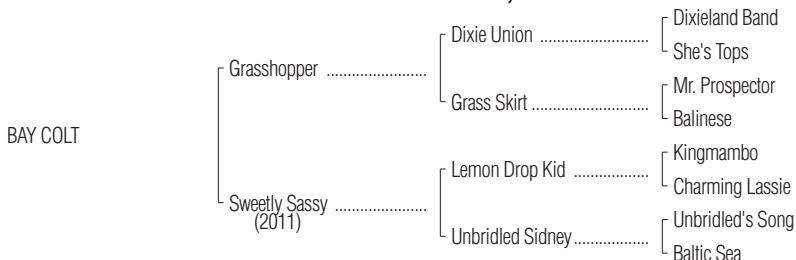 Dixieland Band
Dixie Union ..........................
She's Tops
Grasshopper ........................
Mr. Prospector
Grass Skirt ............................
Balinese
BAY COLT
Kingmambo
Lemon Drop Kid ..................
Charming Lassie
Sweetly Sassy ......................
(2011)
Unbridled's Song
Unbridled Sidney..................
Baltic Sea